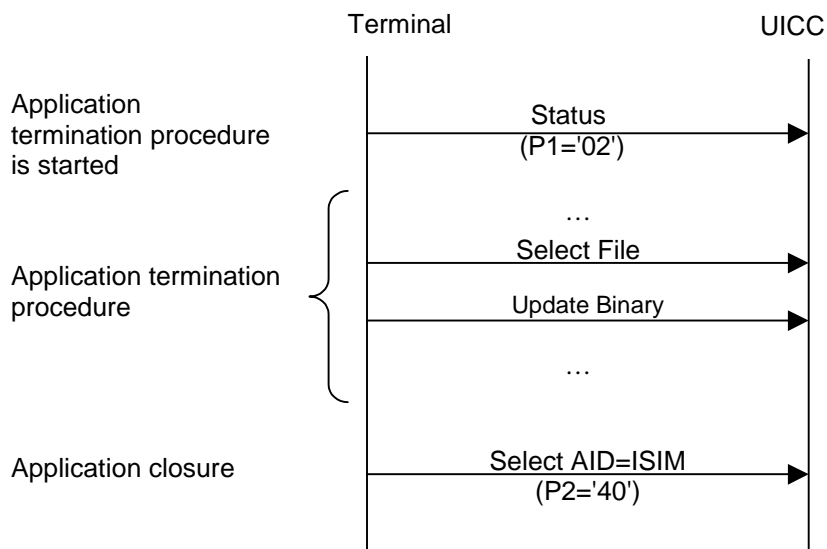 Terminal
UICC
Application
termination procedure
is started
Status
(P1='02')
…
Select File
Application termination
procedure
Update Binary
…
Application closure
Select AID=ISIM
(P2='40')